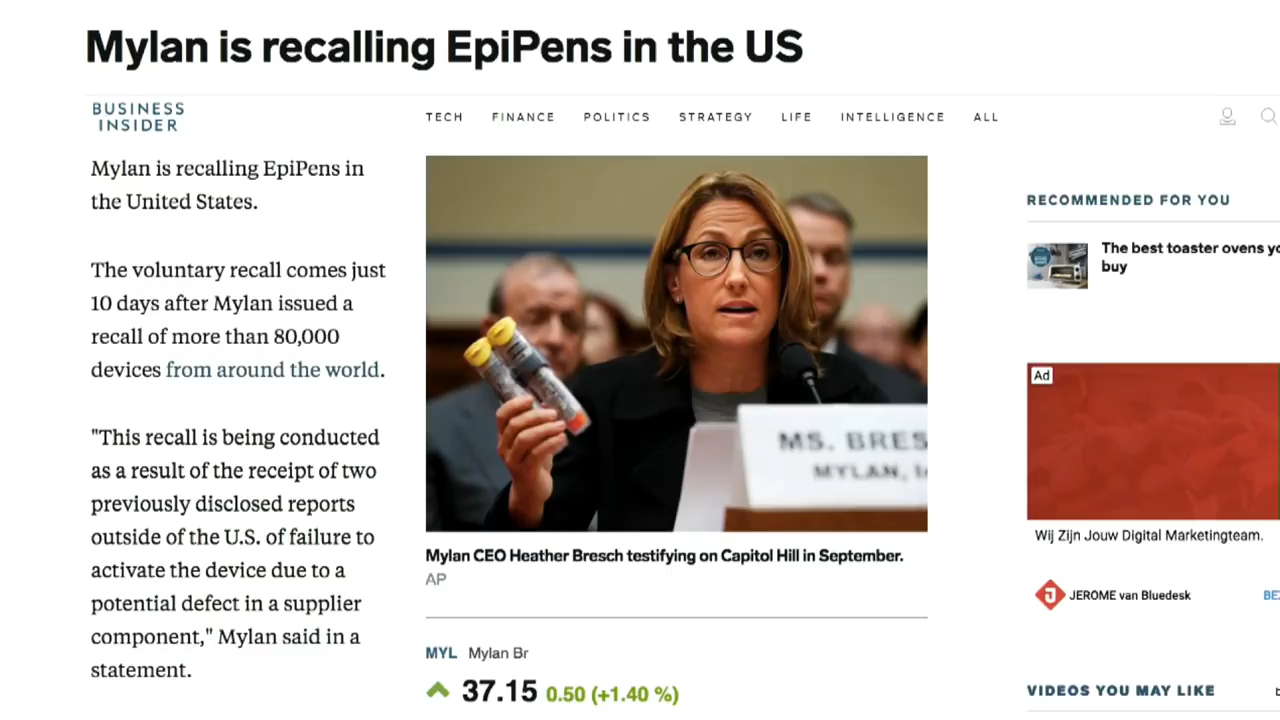 Mylan is recalling EpiPens in the US
BUSINESS
INSIDER
TECH FINANCE POLITICS STRATEGY LIFE INTELLIGENCE ALL
Mylan is recalling EpiPens in
the United States.
The voluntary recall comes just
10 days after Mylan issued a
recall of more than 80,000
devices from around the world.
"This recall is being conducted
as a result of the receipt of two
previously disclosed reports
outside of the U.S. of failure to
activate the device due to a
potential defect in a supplier
component," Mylan said in a
statement.
MS. BRES
MYLAN, I
Mylan CEO Heather Bresch testifying on Capitol Hill in September.
AP
MYL Mylan Br
37.15 0.50 (+1.40 %)
RECOMMENDED FOR YOU
The best toaster ovens yo
buy
Ad
Wij Zijn Jouw Digital Marketingteam.
JEROME van Bluedesk
BE
VIDEOS YOU MAY LIKE